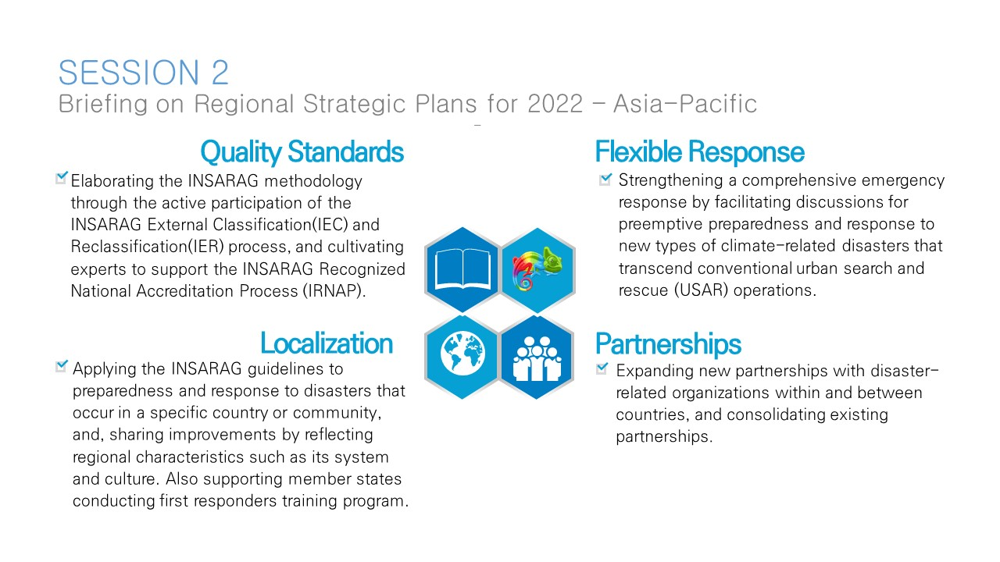 SESSION 2
Briefing on Regional Strategic Plans for 2022 – Asia-Pacific
Quality Standards
Elaborating the INSARAG methodology
through the active participation of the
INSARAG External Classification(IEC) and
Reclassification(IER) process, and cultivating
experts to support the INSARAG Recognized
National Accreditation Process (IRNAP).
Flexible Response
Strengthening a comprehensive emergency
response by facilitating discussions for
preemptive preparedness and response to
new types of climate-related disasters that
transcend conventional urban search and
rescue (USAR) operations.
Localization
Applying the INSARAG guidelines to
preparedness and response to disasters that
occur in a specific country or community,
and, sharing improvements by reflecting
regional characteristics such as its system
and culture. Also supporting member states
conducting first responders training program.
Partnerships
Expanding new partnerships with disaster-
related organizations within and between
countries, and consolidating existing
partnerships.